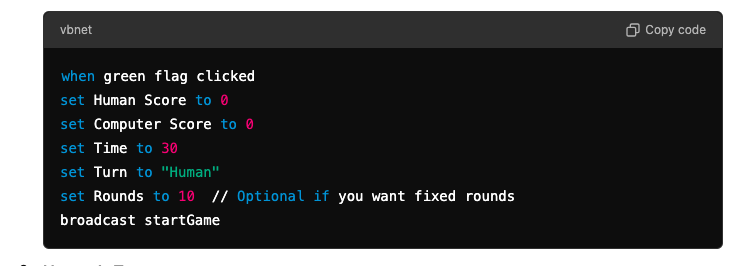 vbnet
Copy code
when green flag clicked
set Human Score to 0
set Computer Score to 0
set Time to 30
set Turn to "Human"
set Rounds to 10  // Optional if you want fixed rounds
broadcast startGame